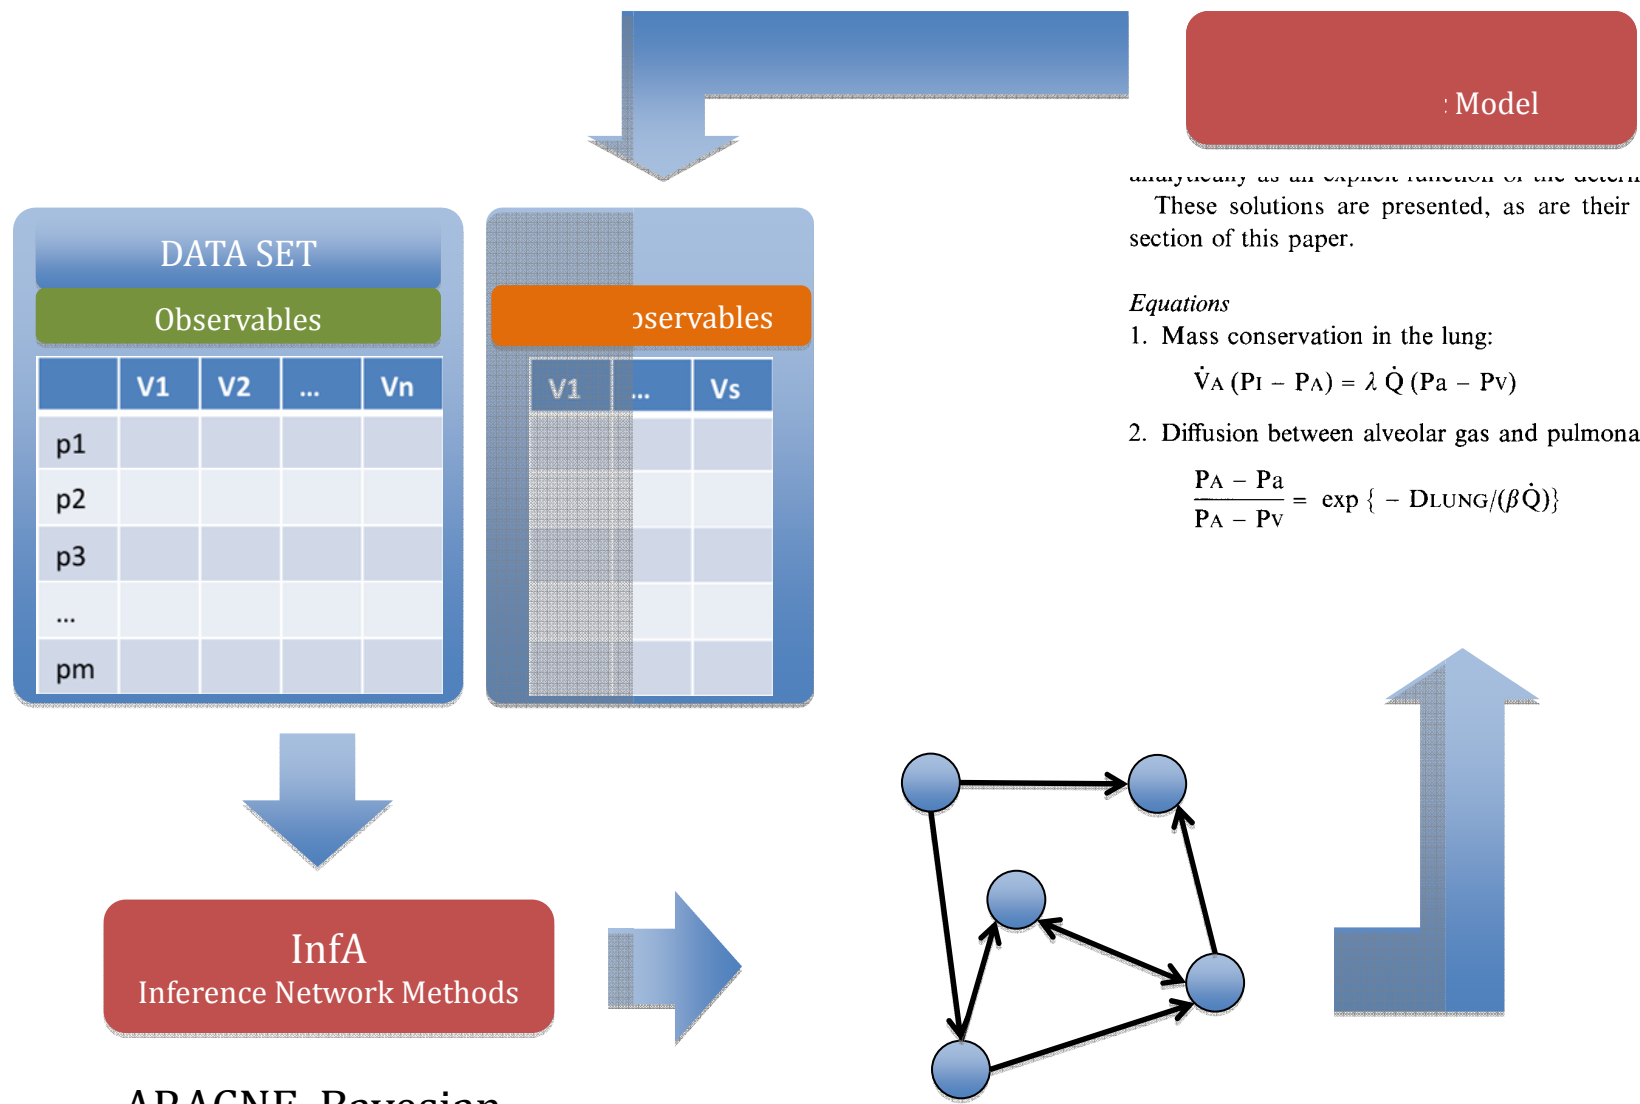 Model
These solutions are presented, as are their
section of this paper.
Equations
1. Mass conservation in the lung:
V̇A (PI – PA) = λ Q̇ (Pa – Pv)
2. Diffusion between alveolar gas and
PA – Pa
PA – Pv
= exp { – DLUNG/(βQ̇)}
DATA SET
Observables
V1 V2 ... Vn
p1
p2
p3
...
pm
V1 ... Vs
InfA
Inference Network Methods
ARACNE Bayesian